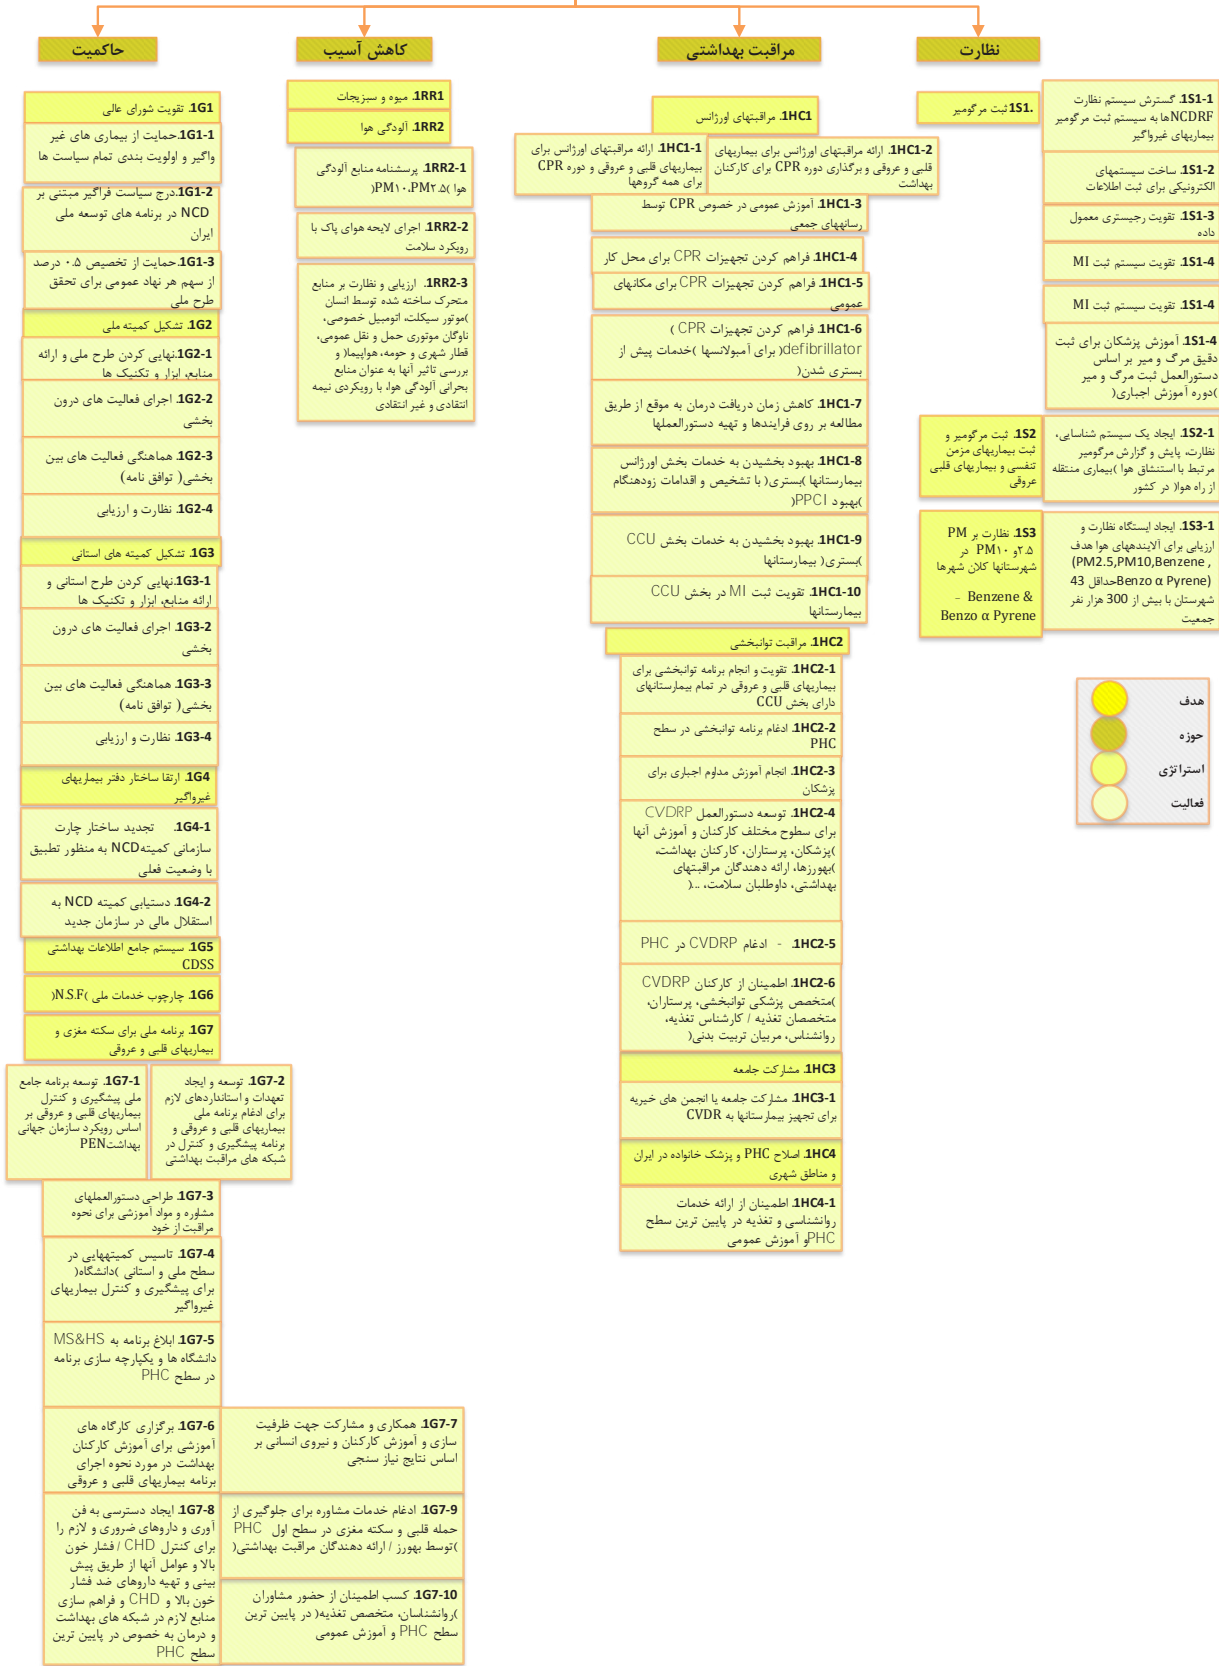 حاکمیت
کاهش آسیب
مراقبت بهداشتی
نظارت
1G1. تقویت شورای عالی
1G1-1.حمایت از بیماری های غیر
واگیر و اولویت بندی تمام سیاست ها
1G1-2.درج سیاست فراگیر مبتنی بر
NCD در برنامه های توسعه ملی
ایران
1G1-3.حمایت از تخصیص ۰.۵ درصد
از سهم هر نهاد عمومی برای تحقق
طرح ملی
1G2. تشکیل کمیته ملی
1G2-1.نهایی کردن طرح ملی و ارائه
منابع، ابزار و تکنیک ها
1G2-2. اجرای فعالیت های درون
بخشی
1G2-3. هماهنگی فعالیت های بین
بخشی( توافق نامه)
1G2-4. نظارت و ارزیابی
1G3. تشکیل کمیته های استانی
1G3-1.نهایی کردن طرح استانی و
ارائه منابع، ابزار و تکنیک ها
1G3-2. اجرای فعالیت های درون
بخشی
1G3-3. هماهنگی فعالیت های بین
بخشی( توافق نامه)
1G3-4. نظارت و ارزیابی
1G4. ارتقا ساختار دفتر بیماریهای
غیرواگیر
1G4-1. تجدید ساختار چارت
سازمانی کمیتهNCD به منظور تطبیق
با وضعیت فعلی
1G4-2. دستیابی کمیته NCD به
استقلال مالی در سازمان جدید
1G5. سیستم جامع اطلاعات بهداشتی
CDSS
1G6. چارچوب خدمات ملی )N.S.F(
1G7. برنامه ملی برای سکته مغزی و
بیماریهای قلبی و عروقی
1G7-1. توسعه برنامه جامع
ملی پیشگیری و کنترل
بیماریهای قلبی و عروقی بر
اساس رویکرد سازمان جهانی
بهداشتPEN
1G7-2. توسعه و ایجاد
تعهدات و استانداردهای لازم
برای ادغام برنامه ملی
بیماریهای قلبی و عروقی و
برنامه پیشگیری و کنترل در
شبکه های مراقبت بهداشتی
1G7-3. طراحی دستورالعملهای
مشاوره و مواد آموزشی برای نحوه
مراقبت از خود
1G7-4. تاسیس کمیتههایی در
سطح ملی و استانی )دانشگاه(
برای پیشگیری و کنترل بیماریهای
غیرواگیر
1G7-5. ابلاغ برنامه به MS&HS
دانشگاه ها و یکپارچه سازی برنامه
در سطح PHC
1G7-6. برگزاری کارگاه های
آموزشی برای آموزش کارکنان
بهداشت در مورد نحوه اجرای
برنامه بیماریهای قلبی و عروقی
1G7-7. همکاری و مشارکت جهت ظرفیت
سازی و آموزش کارکنان و نیروی انسانی بر
اساس نتایج نیاز سنجی
1G7-8. ایجاد دسترسی به فن
آوری و داروهای ضروری و لازم را
برای کنترل CHD / فشار خون
بالا و عوامل آنها از طریق پیش
بینی و تهیه داروهای ضد فشار
خون بالا و CHD و فراهم سازی
منابع لازم در شبکه های بهداشت
و درمان به خصوص در پایین ترین
سطح PHC
1G7-9. ادغام خدمات مشاوره برای جلوگیری از
حمله قلبی و سکته مغزی در سطح اول PHC
)توسط بهورز / ارائه دهندگان مراقبت بهداشتی(
1G7-10. کسب اطمینان از حضور مشاوران
)روانشناسان، متخصص تغذیه( در پایین ترین
سطح PHC و آموزش عمومی
1RR1. میوه و سبزیجات
1RR2. آلودگی هوا
1RR2-1. پرسشنامه منابع آلودگی
هوا )PM۱۰،PM۲.۵(
1RR2-2. اجرای لایحه هوای پاک با
رویکرد سلامت
1RR2-3. ارزیابی و نظارت بر منابع
متحرک ساخته شده توسط انسان
)موتور سیکلت، اتومبیل خصوصی،
ناوگان موتوری حمل و نقل عمومی،
قطار شهری و حومه، هواپیما( و
بررسی تاثیر آنها به عنوان منابع
بحرانی آلودگی هوا، با رویکردی نیمه
انتقادی و غیر انتقادی
1HC1. مراقبتهای اورژانس
1HC1-1. ارائه مراقبتهای اورژانس برای
بیماریهای قلبی و عروقی و دوره CPR
برای همه گروهها
1HC1-2. ارائه مراقبتهای اورژانس برای بیماریهای
قلبی و عروقی و برگذاری دوره CPR برای کارکنان
بهداشت
1HC1-3. آموزش عمومی در خصوص CPR توسط
رسانههای جمعی
1HC1-4. فراهم کردن تجهیزات CPR برای محل کار
1HC1-5. فراهم کردن تجهیزات CPR برای مکانهای
عمومی
1HC1-6. فراهم کردن تجهیزات CPR )
defibrillator( برای آمبولانسها )خدمات پیش از
بستری شدن(
1HC1-7. کاهش زمان دریافت درمان به موقع از طریق
مطالعه بر روی فرایندها و تهیه دستورالعملها
1HC1-8. بهبود بخشیدن به خدمات بخش اورژانس
بیمارستانها )بستری( با تشخیص و اقدامات زودهنگام
)بهبود PPCI(
1HC1-9. بهبود بخشیدن به خدمات بخش CCU
)بستری( بیمارستانها
1HC1-10. تقویت ثبت MI در بخش CCU
بیمارستانها
1HC2. مراقبت توانبخشی
1HC2-1. تقویت و انجام برنامه توانبخشی برای
بیماریهای قلبی و عروقی در تمام بیمارستانهای
دارای بخش CCU
1HC2-2. ادغام برنامه توانبخشی در سطح
PHC
1HC2-3. انجام آموزش مداوم اجباری برای
پزشکان
1HC2-4. توسعه دستورالعمل CVDRP
برای سطوح مختلف کارکنان و آموزش آنها
)پزشکان، پرستاران، کارکنان بهداشت،
)بهورزها، ارائه دهندگان مراقبتهای
بهداشتی، داوطلبان سلامت، ...(
1HC2-5. - ادغام CVDRP در PHC
1HC2-6. اطمینان از کارکنان CVDRP
)متخصص پزشکی توانبخشی، پرستاران،
متخصصان تغذیه / کارشناس تغذیه،
روانشناس، مربیان تربیت بدنی(
1HC3. مشارکت جامعه
1HC3-1. مشارکت جامعه یا انجمن های خیریه
برای تجهیز بیمارستانها به CVDR
1HC4. اصلاح PHC و پزشک خانواده در ایران
و مناطق شهری
1HC4-1. اطمینان از ارائه خدمات
روانشناسی و تغذیه در پایین ترین سطح
PHCو آموزش عمومی
.1S1ثبت مرگومیر
1S1-1. گسترش سیستم نظارت
NCDRFها به سیستم ثبت مرگومیر
بیماریهای غیرواگیر
1S1-2. ساخت سیستمهای
الکترونیکی برای ثبت اطلاعات
1S1-3. تقویت رجیستری معمول
داده
1S1-4. تقویت سیستم ثبت MI
1S1-4. تقویت سیستم ثبت MI
1S1-4. آموزش پزشکان برای ثبت
دقیق مرگ و میر بر اساس
دستورالعمل ثبت مرگ و میر
)دوره آموزش اجباری(
1S2. ثبت مرگومیر و
ثبت بیماریهای مزمن
تنفسی و بیماریهای قلبی
عروقی
1S2-1. ایجاد یک سیستم شناسایی،
نظارت، پایش و گزارش مرگومیر
مرتبط با استنشاق هوا )بیماری منتقله
از راه هوا( در کشور
1S3. نظارت بر PM
۲.۵و PM۱۰ در
شهرستانها کلان شهرها
– Benzene &
Benzo α Pyrene
1S3-1. ایجاد ایستگاه نظارت و
ارزیابی برای آلایندههای هوا هدف
(PM2.5,PM10,Benzene ,
Benzo α Pyrene)حداقل 43
شهرستان با بیش از 300 هزار نفر
جمعیت
هدف
حوزه
استراتژی
فعالیت